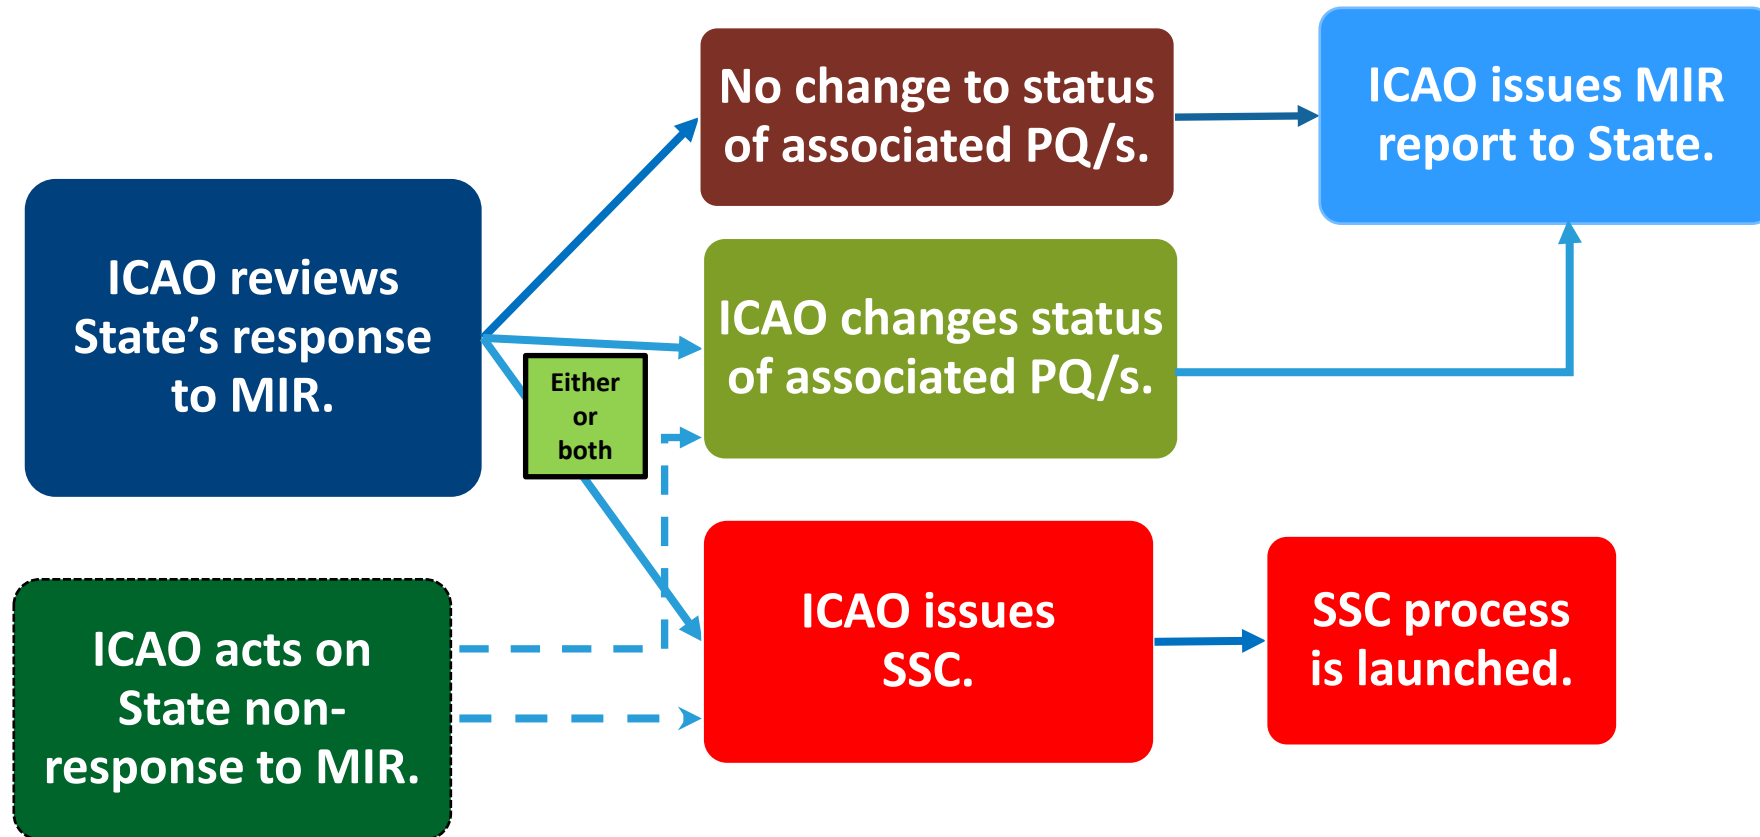 ICAO reviews
State’s response
to MIR.
No change to status
of associated PQ/s.
ICAO issues MIR
report to State.
ICAO changes status
of associated PQ/s.
Either
or
both
ICAO issues
SSC.
SSC process
is launched.
ICAO acts on
State non-
response to MIR.